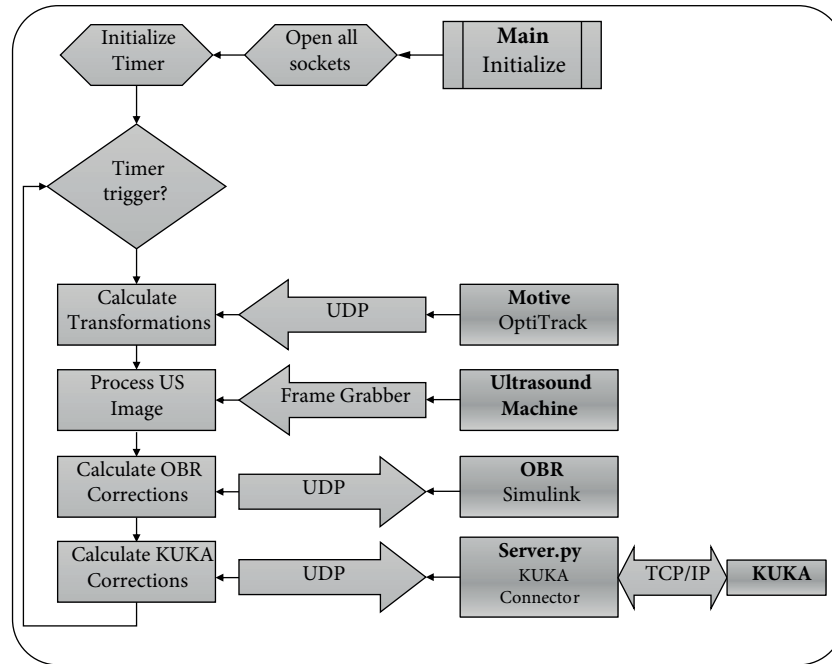 Initialize
Timer
Open all
sockets
Main
Initialize
Timer
trigger?
Calculate
Transformations
UDP
Motive
OptiTrack
Process US
Image
Frame Grabber
Ultrasound
Machine
Calculate OBR
Corrections
UDP
OBR
Simulink
Calculate KUKA
Corrections
UDP
Server.py
KUKA
Connector
TCP/IP
KUKA